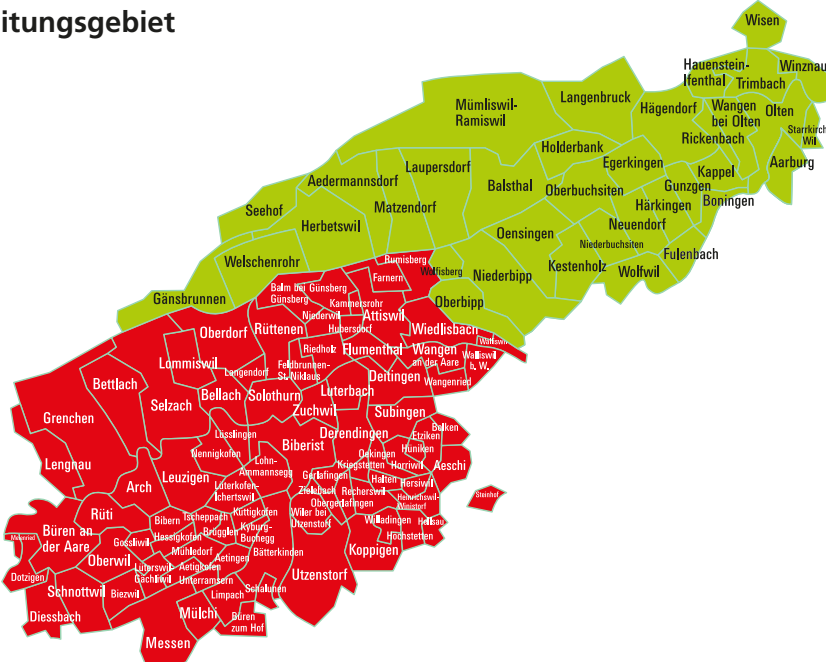 itungsgebiet
Wisen
Hauenstein-
Ifenthal
Winznau
Trimbach
Langenbruck
Mümliswil-
Ramiswil
Hägendorf
Wangen
bei Olten
Olten
Starrkirch
Wil
Rickenbach
Holderbank
Egerkingen
Aarburg
Laupersdorf
Kappel
Aedermannsdorf
Balsthal
Oberbuchsiten
Gunzgen
Boningen
Seehof
Matzendorf
Härkingen
Herbetswil
Neuendorf
Oensingen
Niederbuchsiten
Fulenbach
Welschenrohr
Rumisberg
Kestenholz
Wolfwil
Wolfisberg
Niederbipp
Farnern
Gänsbrunnen
Balm bei Günsberg
Günsberg
Kammersrohr
Oberbipp
Niederwil
Attiswil
Oberdorf
Rüttenen
Hubersdorf
Wiedlisbach
Walliswil
Riedholz
Flumenthal
Wangen
an der Aare
Walliswil
b. W.
Lommiswil
Langendorf
Feldbrunnen-
St. Niklaus
Deitingen
Wangenried
Bettlach
Bellach
Solothurn
Luterbach
Selzach
Zuchwil
Subingen
Grenchen
Derendingen
Bolken
Etziken
Lüsslingen
Biberist
Hüniken
Nennigkofen
Oekingen
Lengnau
Lohn-
Ammannsegg
Kriegstetten
Horriwil
Aeschi
Leuzigen
Gerlafingen
Halten
Hersiwil
Arch
Lüterkofen-
Ichertswil
Zielebach
Recherswil
Heinrichswil-
Winistorf
Steinhof
Obergerlafingen
Rüti
Küttigkofen
Wiler bei
Utzenstorf
Bibern
Tscheppach
Willadingen
Hellsau
Büren an
der Aare
Meienried
Gossliwil
Hessigkofen
Brügglen
Kyburg-
Buchegg
Höchstetten
Mühledorf
Bätterkinden
Koppigen
Oberwil
Lüterswil-
Gächliwil
Aetigkofen
Aetingen
Dotzigen
Unterramsern
Utzenstorf
Schnottwil
Biezwil
Limpach
Schalunen
Diessbach
Mülchi
Büren
zum Hof
Messen